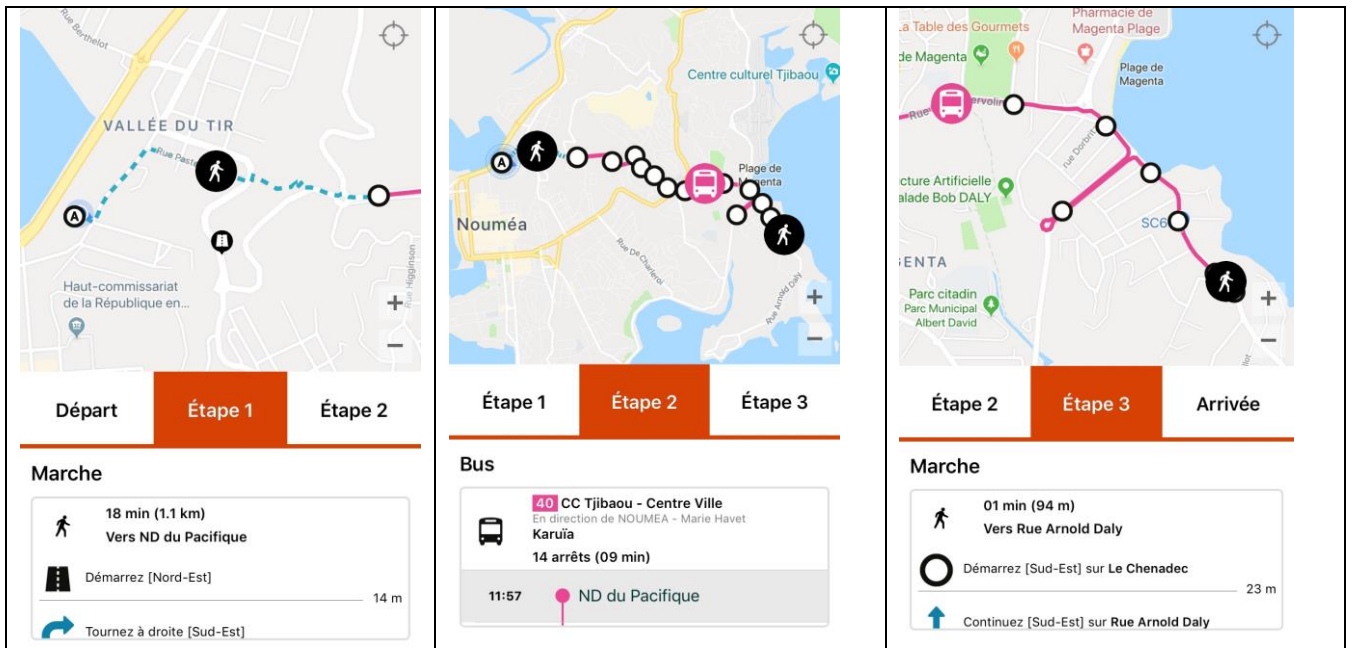 Rue Berthelot
VALLÉE DU TIR
Rue Paste
A
Haut-commissariat
de la République en...
Rue Higginson
+
−
Départ
Étape 1
Étape 2
Marche
18 min (1.1 km)
Vers ND du Pacifique
Démarrez [Nord-Est]
14 m
Tournez à droite [Sud-Est]
Centre culturel Tjibaou
A
Plage de
Magenta
Nouméa
Rue De Charleroi
Rue Arnold Daly
+
−
Étape 1
Étape 2
Étape 3
Bus
40 CC Tjibaou - Centre Ville
En direction de NOUMEA - Marie Havet
Karuïa
14 arrêts (09 min)
11:57 ND du Pacifique
La Table des Gourmets
Pharmacie de
Magenta Plage
de Magenta
Plage de
Magenta
Rue
ervolin
rue Dorbrit
cture Artificielle
alade Bob DALY
SC6
ENTA
Parc citadin
Parc Municipal
Albert David
+
−
Étape 2
Étape 3
Arrivée
Marche
01 min (94 m)
Vers Rue Arnold Daly
Démarrez [Sud-Est] sur Le Chenadec
23 m
Continuez [Sud-Est] sur Rue Arnold Daly